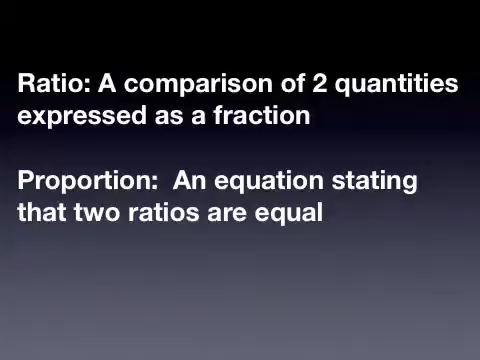 Ratio: A comparison of 2 quantities
expressed as a fraction
Proportion:  An equation stating
that two ratios are equal